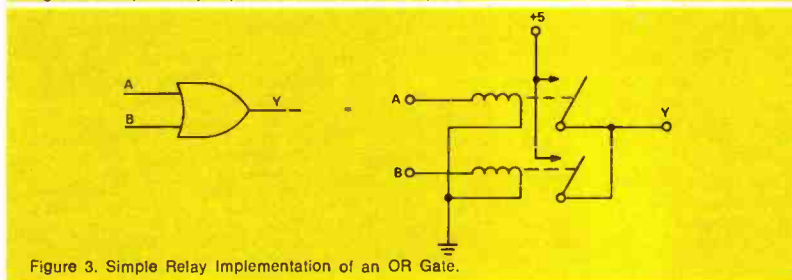 +5
A
B
Y
=
A
B
Y
Figure 3. Simple Relay Implementation of an OR Gate.